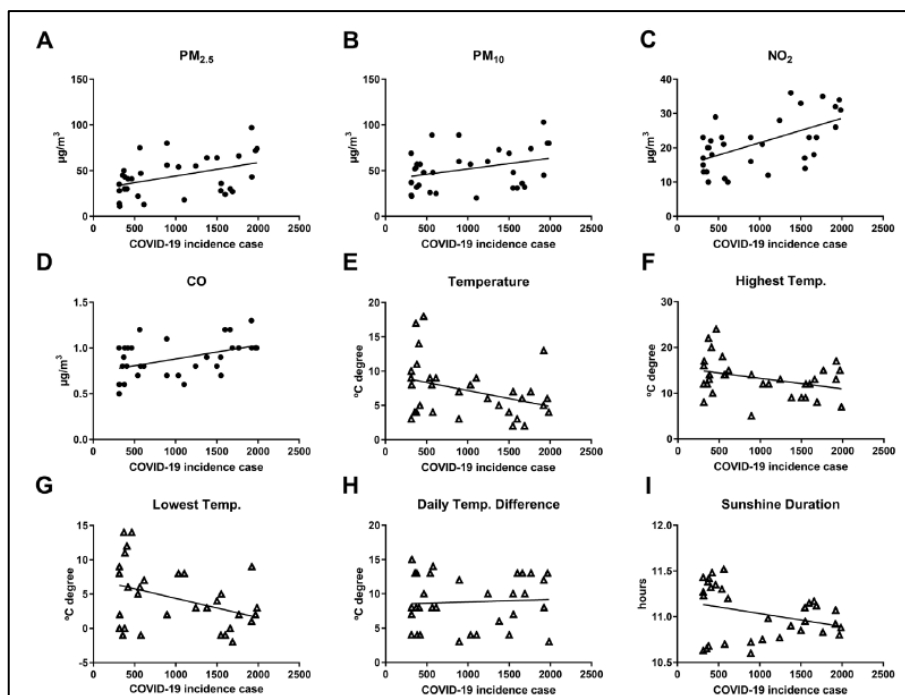 A
PM2.5
150
100
50
0
µg/m³
0 500 1000 1500 2000 2500
COVID-19 incidence case
B
PM10
150
100
50
0
µg/m³
0 500 1000 1500 2000 2500
COVID-19 incidence case
C
NO2
40
30
20
10
0
µg/m³
0 500 1000 1500 2000 2500
COVID-19 incidence case
D
CO
1.5
1.0
0.5
0.0
µg/m³
0 500 1000 1500 2000 2500
COVID-19 incidence case
E
Temperature
20
15
10
5
0
ºC degree
0 500 1000 1500 2000 2500
COVID-19 incidence case
F
Highest Temp.
30
20
10
0
ºC degree
0 500 1000 1500 2000 2500
COVID-19 incidence case
G
Lowest Temp.
15
10
5
0
-5
ºC degree
0 500 1000 1500 2000 2500
COVID-19 incidence case
H
Daily Temp. Difference
20
15
10
5
0
ºC degree
0 500 1000 1500 2000 2500
COVID-19 incidence case
I
Sunshine Duration
12.0
11.5
11.0
10.5
hours
0 500 1000 1500 2000 2500
COVID-19 incidence case